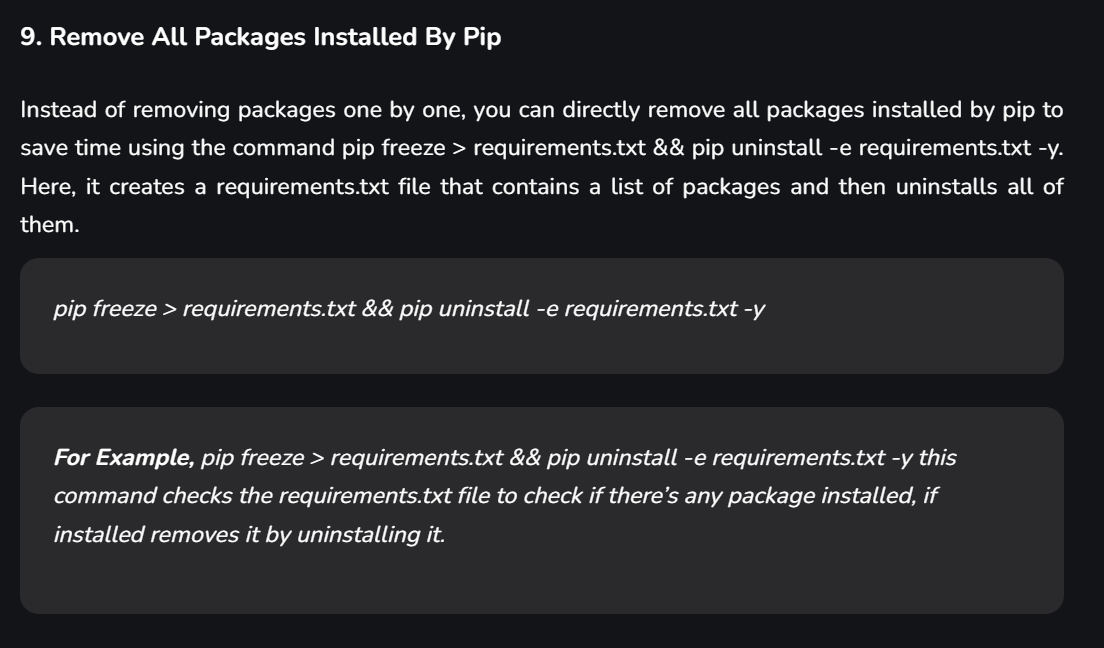 9. Remove All Packages Installed By Pip
Instead of removing packages one by one, you can directly remove all packages installed by pip to
save time using the command pip freeze > requirements.txt && pip uninstall -e requirements.txt -y.
Here, it creates a requirements.txt file that contains a list of packages and then uninstalls all of
them.
pip freeze > requirements.txt && pip uninstall -e requirements.txt -y
For Example, pip freeze > requirements.txt && pip uninstall -e requirements.txt -y this
command checks the requirements.txt file to check if there’s any package installed, if
installed removes it by uninstalling it.